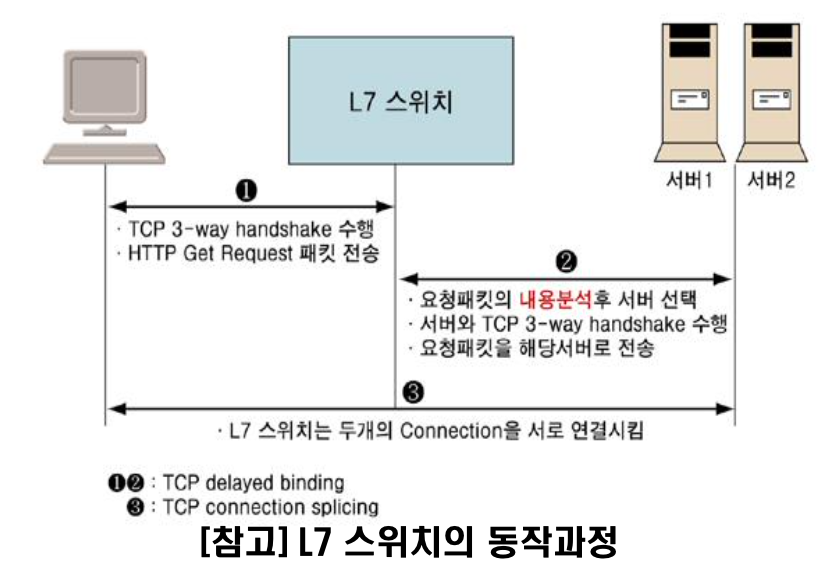 L7 스위치
서버1 서버2
❶
· TCP 3-way handshake 수행
· HTTP Get Request 패킷 전송
❷
· 요청패킷의 내용분석후 서버 선택
· 서버와 TCP 3-way handshake 수행
· 요청패킷을 해당서버로 전송
❸
· L7 스위치는 두개의 Connection을 서로 연결시킴
❶❷ : TCP delayed binding
❸ : TCP connection splicing
[참고] L7 스위치의 동작과정